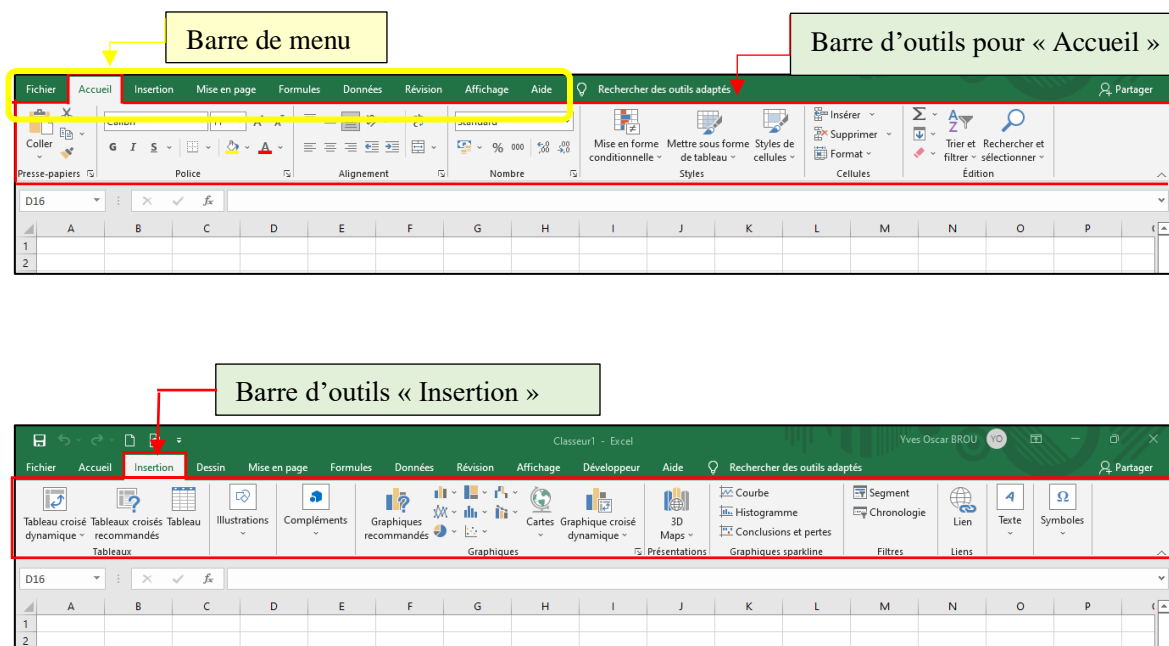 Barre de menu
Barre d’outils pour « Accueil »
Fichier Accueil Insertion Mise en page Formules Données Révision Affichage Aide Rechercher des outils adaptés Partager
Calibri 11 Standard
Coller G I S % 000
Mise en forme conditionnelle Mettre sous forme de tableau Styles de cellules
Insérer
Supprimer
Format
Trier et filtrer Rechercher et sélectionner
Presse-papiers Police Alignement Nombre Styles Cellules Édition
D16 fx
A B C D E F G H I J K L M N O P
1
2
Barre d’outils « Insertion »
Classeur1 - Excel Yves Oscar BROU YO
Fichier Accueil Insertion Dessin Mise en page Formules Données Révision Affichage Développeur Aide Rechercher des outils adaptés Partager
Tableau croisé dynamique Tableaux croisés recommandés Tableau Illustrations Compléments Graphiques recommandés Cartes Graphique croisé dynamique 3D Maps
Courbe
Histogramme
Conclusions et pertes
Segment
Chronologie
Lien Texte Symboles
Tableaux Graphiques Présentations Graphiques sparkline Filtres Liens
D16 fx
A B C D E F G H I J K L M N O P
1
2